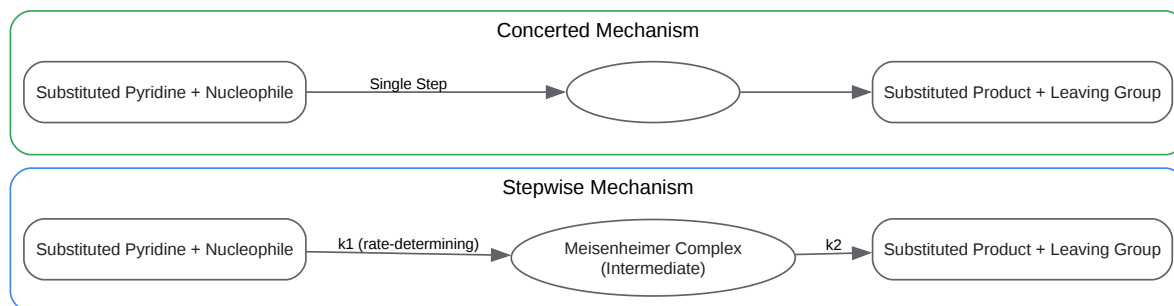 Concerted Mechanism
Substituted Pyridine + Nucleophile
Single Step
Substituted Product + Leaving Group
Stepwise Mechanism
Substituted Pyridine + Nucleophile
k1 (rate-determining)
Meisenheimer Complex
(Intermediate)
k2
Substituted Product + Leaving Group